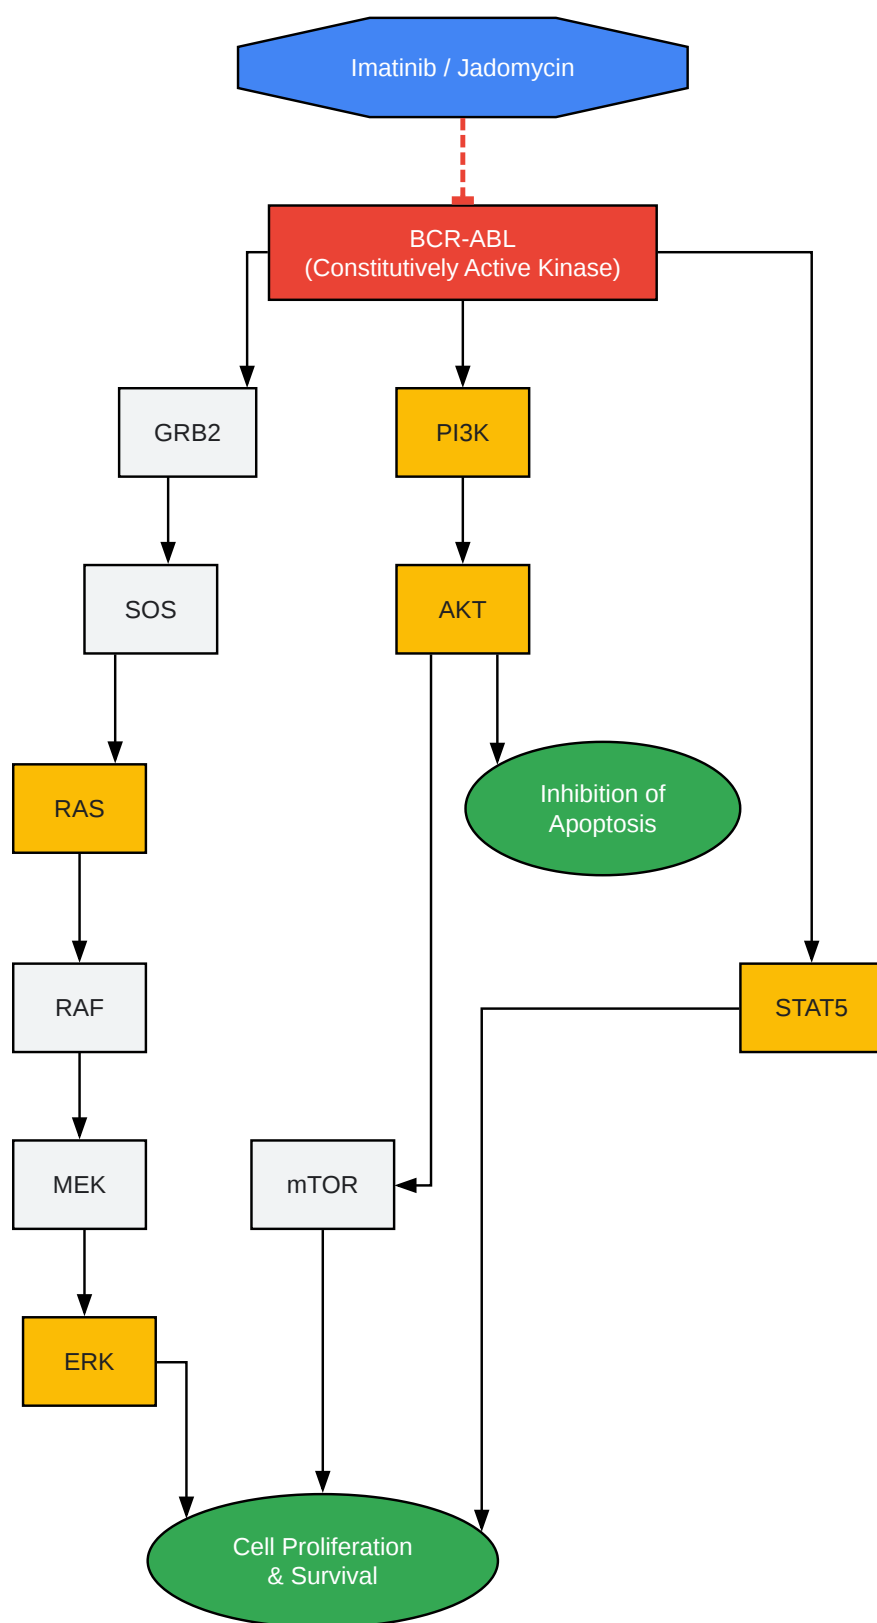 Imatinib / Jadomycin
BCR-ABL
(Constitutively Active Kinase)
GRB2
PI3K
SOS
AKT
Inhibition of
Apoptosis
RAS
RAF
STAT5
MEK
mTOR
ERK
Cell Proliferation
& Survival